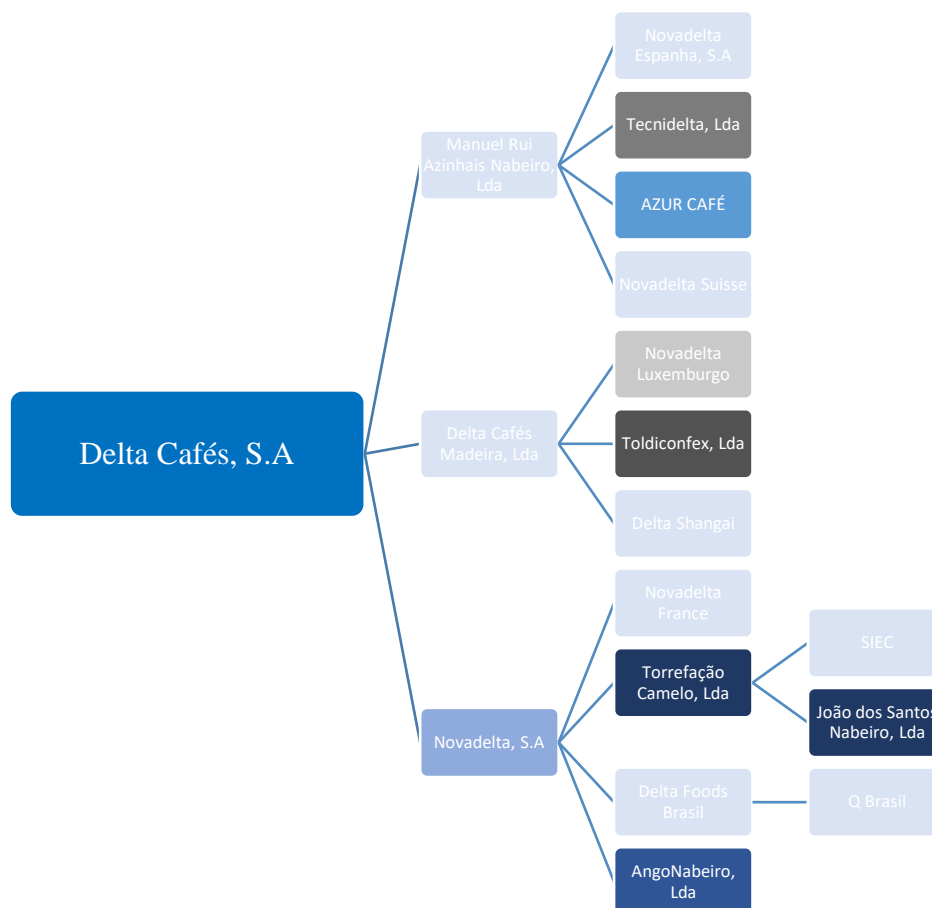 Delta Cafés, S.A
Manuel Rui
Azinhais Nabeiro,
Lda
Novadelta
Espanha, S.A
Tecnidelta, Lda
AZUR CAFÉ
Novadelta Suisse
Delta Cafés
Madeira, Lda
Novadelta
Luxemburgo
Toldiconfex, Lda
Delta Shangai
Novadelta, S.A
Novadelta
France
Torrefação
Camelo, Lda
SIEC
João dos Santos
Nabeiro, Lda
Delta Foods
Brasil
Q Brasil
AngoNabeiro,
Lda